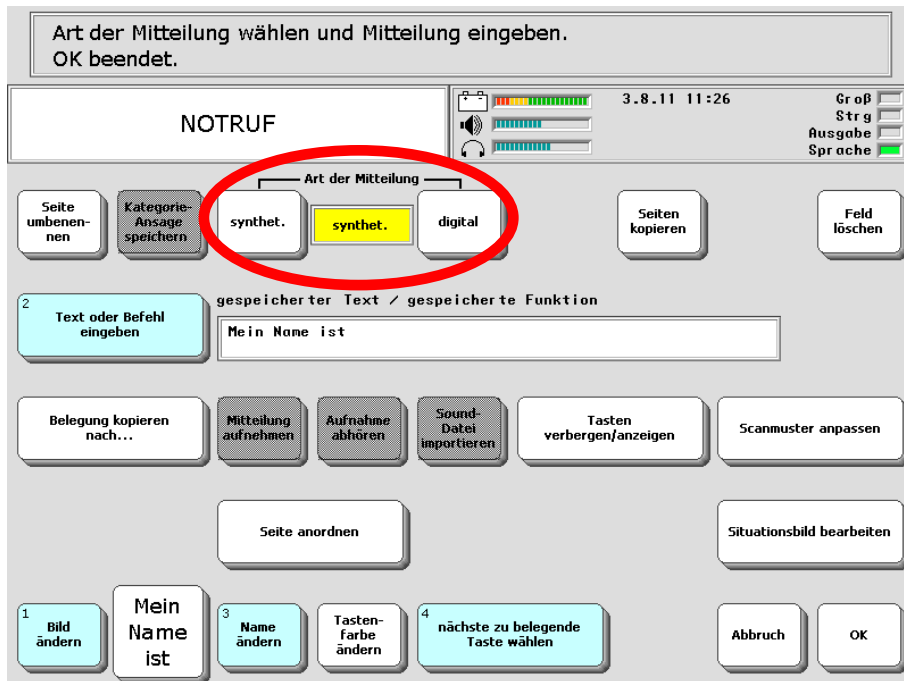 Art der Mitteilung wählen und Mitteilung eingeben.
OK beendet.
NOTRUF
3.8.11 11:26
Groß
Strg
Ausgabe
Sprache
Art der Mitteilung
Seite
umbenen-
nen
Kategorie-
Ansage
speichern
synthet.
synthet.
digital
Seiten
kopieren
Feld
löschen
2
Text oder Befehl
eingeben
gespeicherter Text / gespeicherte Funktion
Mein Name ist
Belegung kopieren
nach...
Mitteilung
aufnehmen
Aufnahme
abhören
Sound-
Datei
importieren
Tasten
verbergen/anzeigen
Scanmuster anpassen
Seite anordnen
Situationsbild bearbeiten
1
Bild
ändern
Mein
Name
ist
3
Name
ändern
Tasten-
farbe
ändern
4
nächste zu belegende
Taste wählen
Abbruch
OK